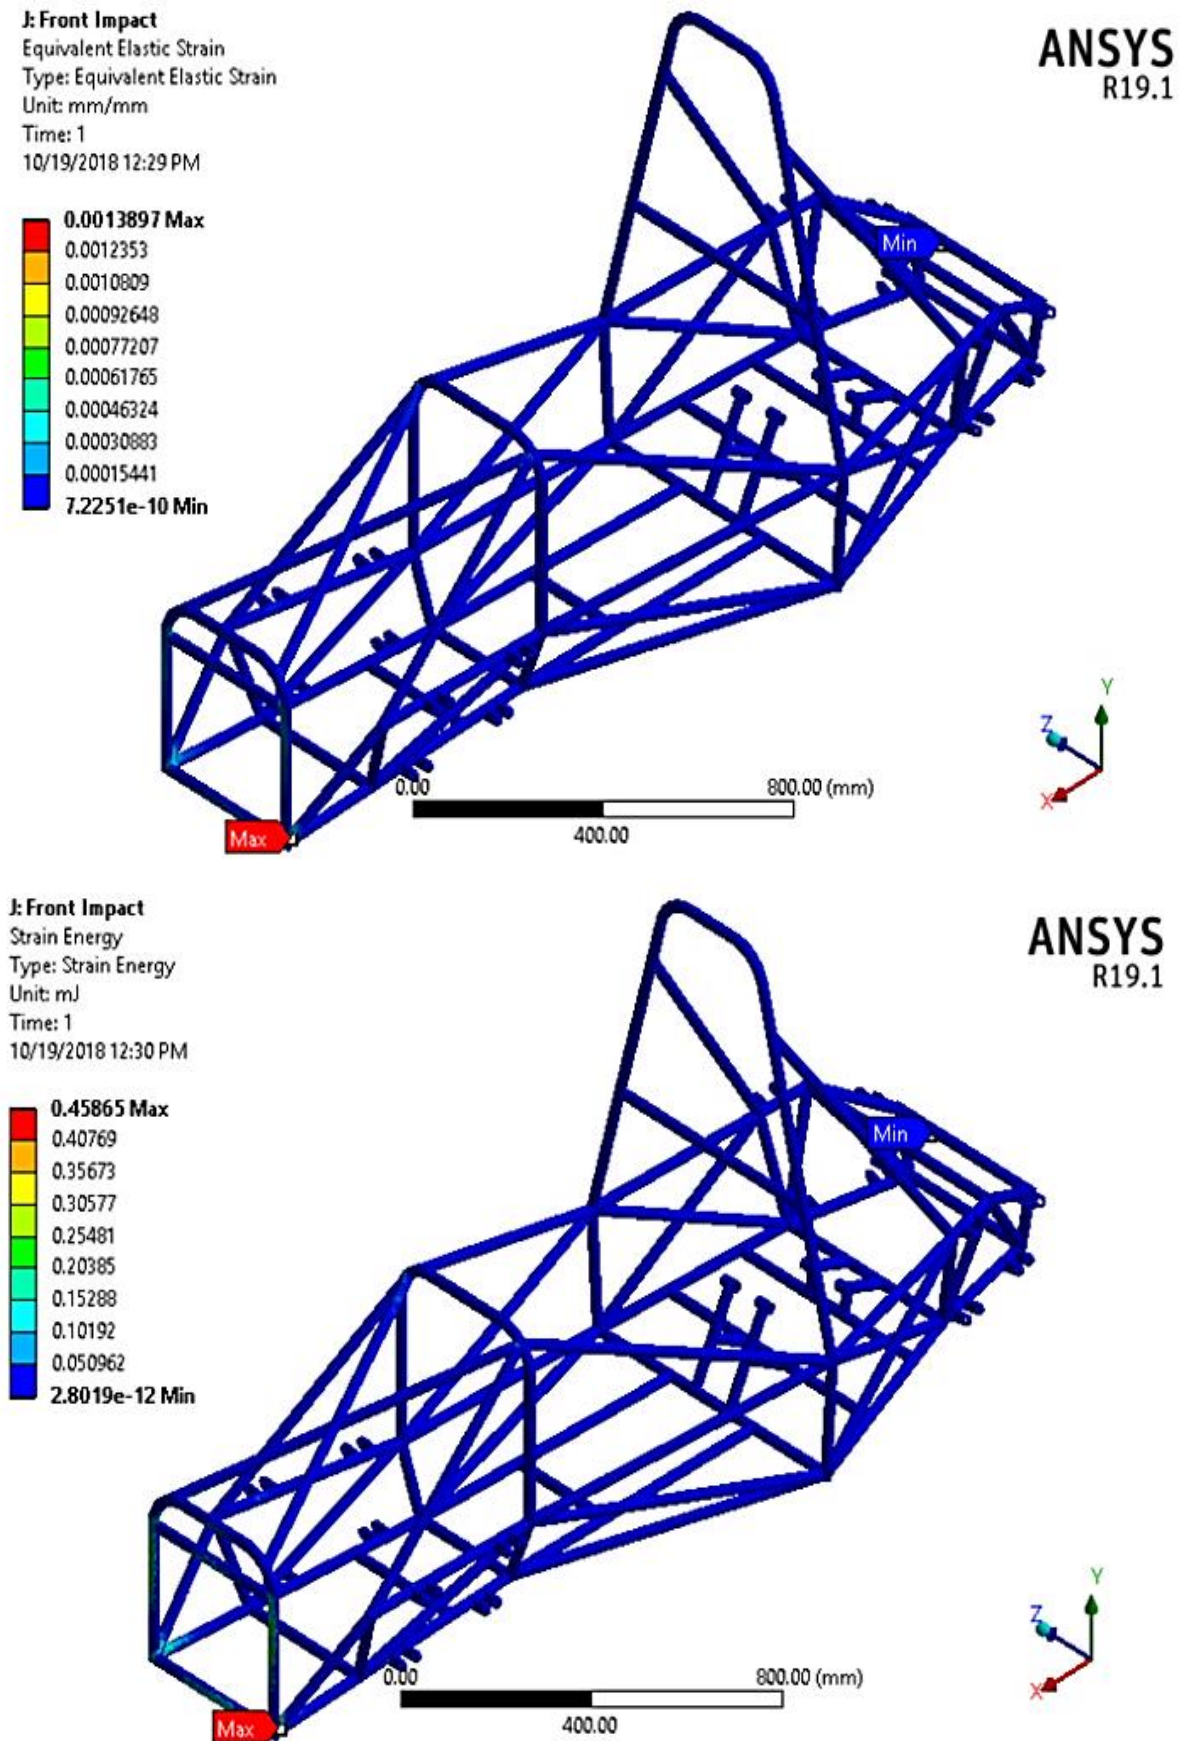 J: Front Impact
Equivalent Elastic Strain
Type: Equivalent Elastic Strain
Unit: mm/mm
Time: 1
10/19/2018 12:29 PM
ANSYS
R19.1
0.0013897 Max
0.0012353
0.0010809
0.00092648
0.00077207
0.00061765
0.00046324
0.00030883
0.00015441
7.2251e-10 Min
Min
Max
0.00
800.00 (mm)
400.00
Y
Z
X
J: Front Impact
Strain Energy
Type: Strain Energy
Unit: mJ
Time: 1
10/19/2018 12:30 PM
ANSYS
R19.1
0.45865 Max
0.40769
0.35673
0.30577
0.25481
0.20385
0.15288
0.10192
0.050962
2.8019e-12 Min
Min
Max
0.00
800.00 (mm)
400.00
Y
Z
X